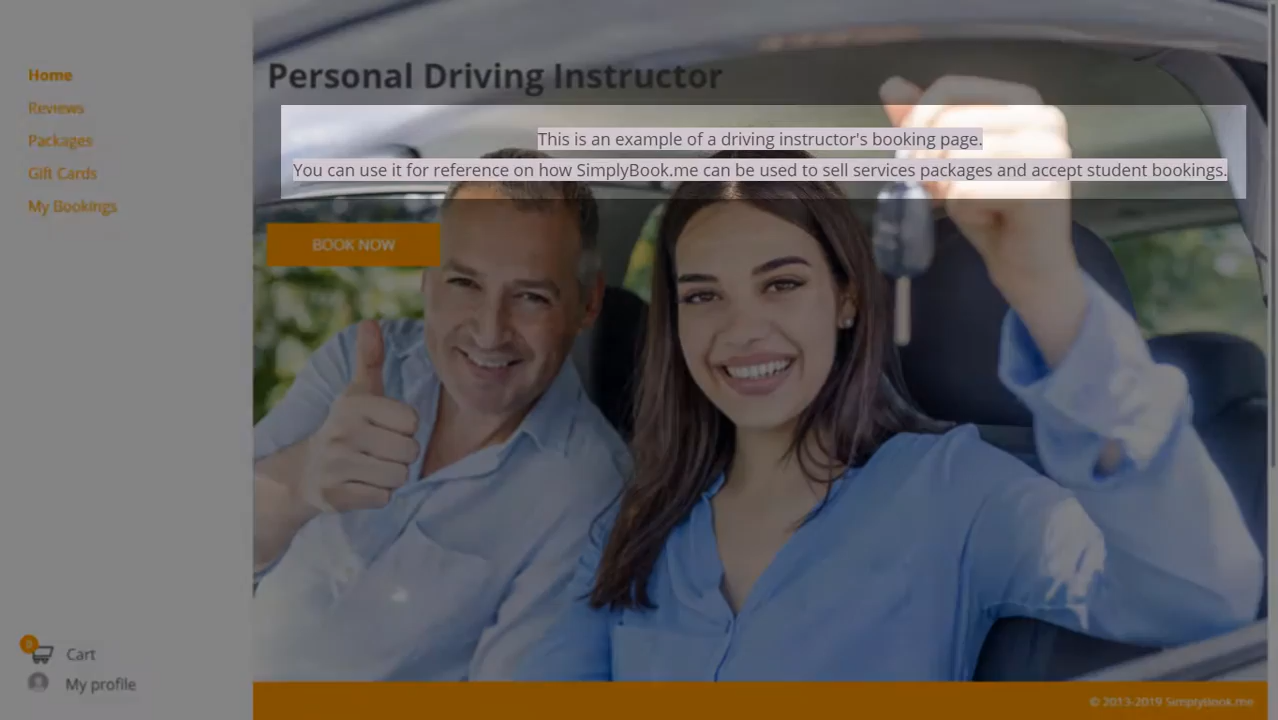 Home
Reviews
Packages
Gift Cards
My Bookings
Personal Driving Instructor
This is an example of a driving instructor's booking page.
You can use it for reference on how SimplyBook.me can be used to sell services packages and accept student bookings.
BOOK NOW
0
Cart
My profile
© 2013-2019 SimplyBook.me